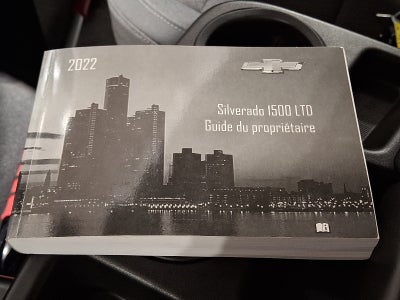 2022
Silverado 1500 LTD
Guide du propriétaire